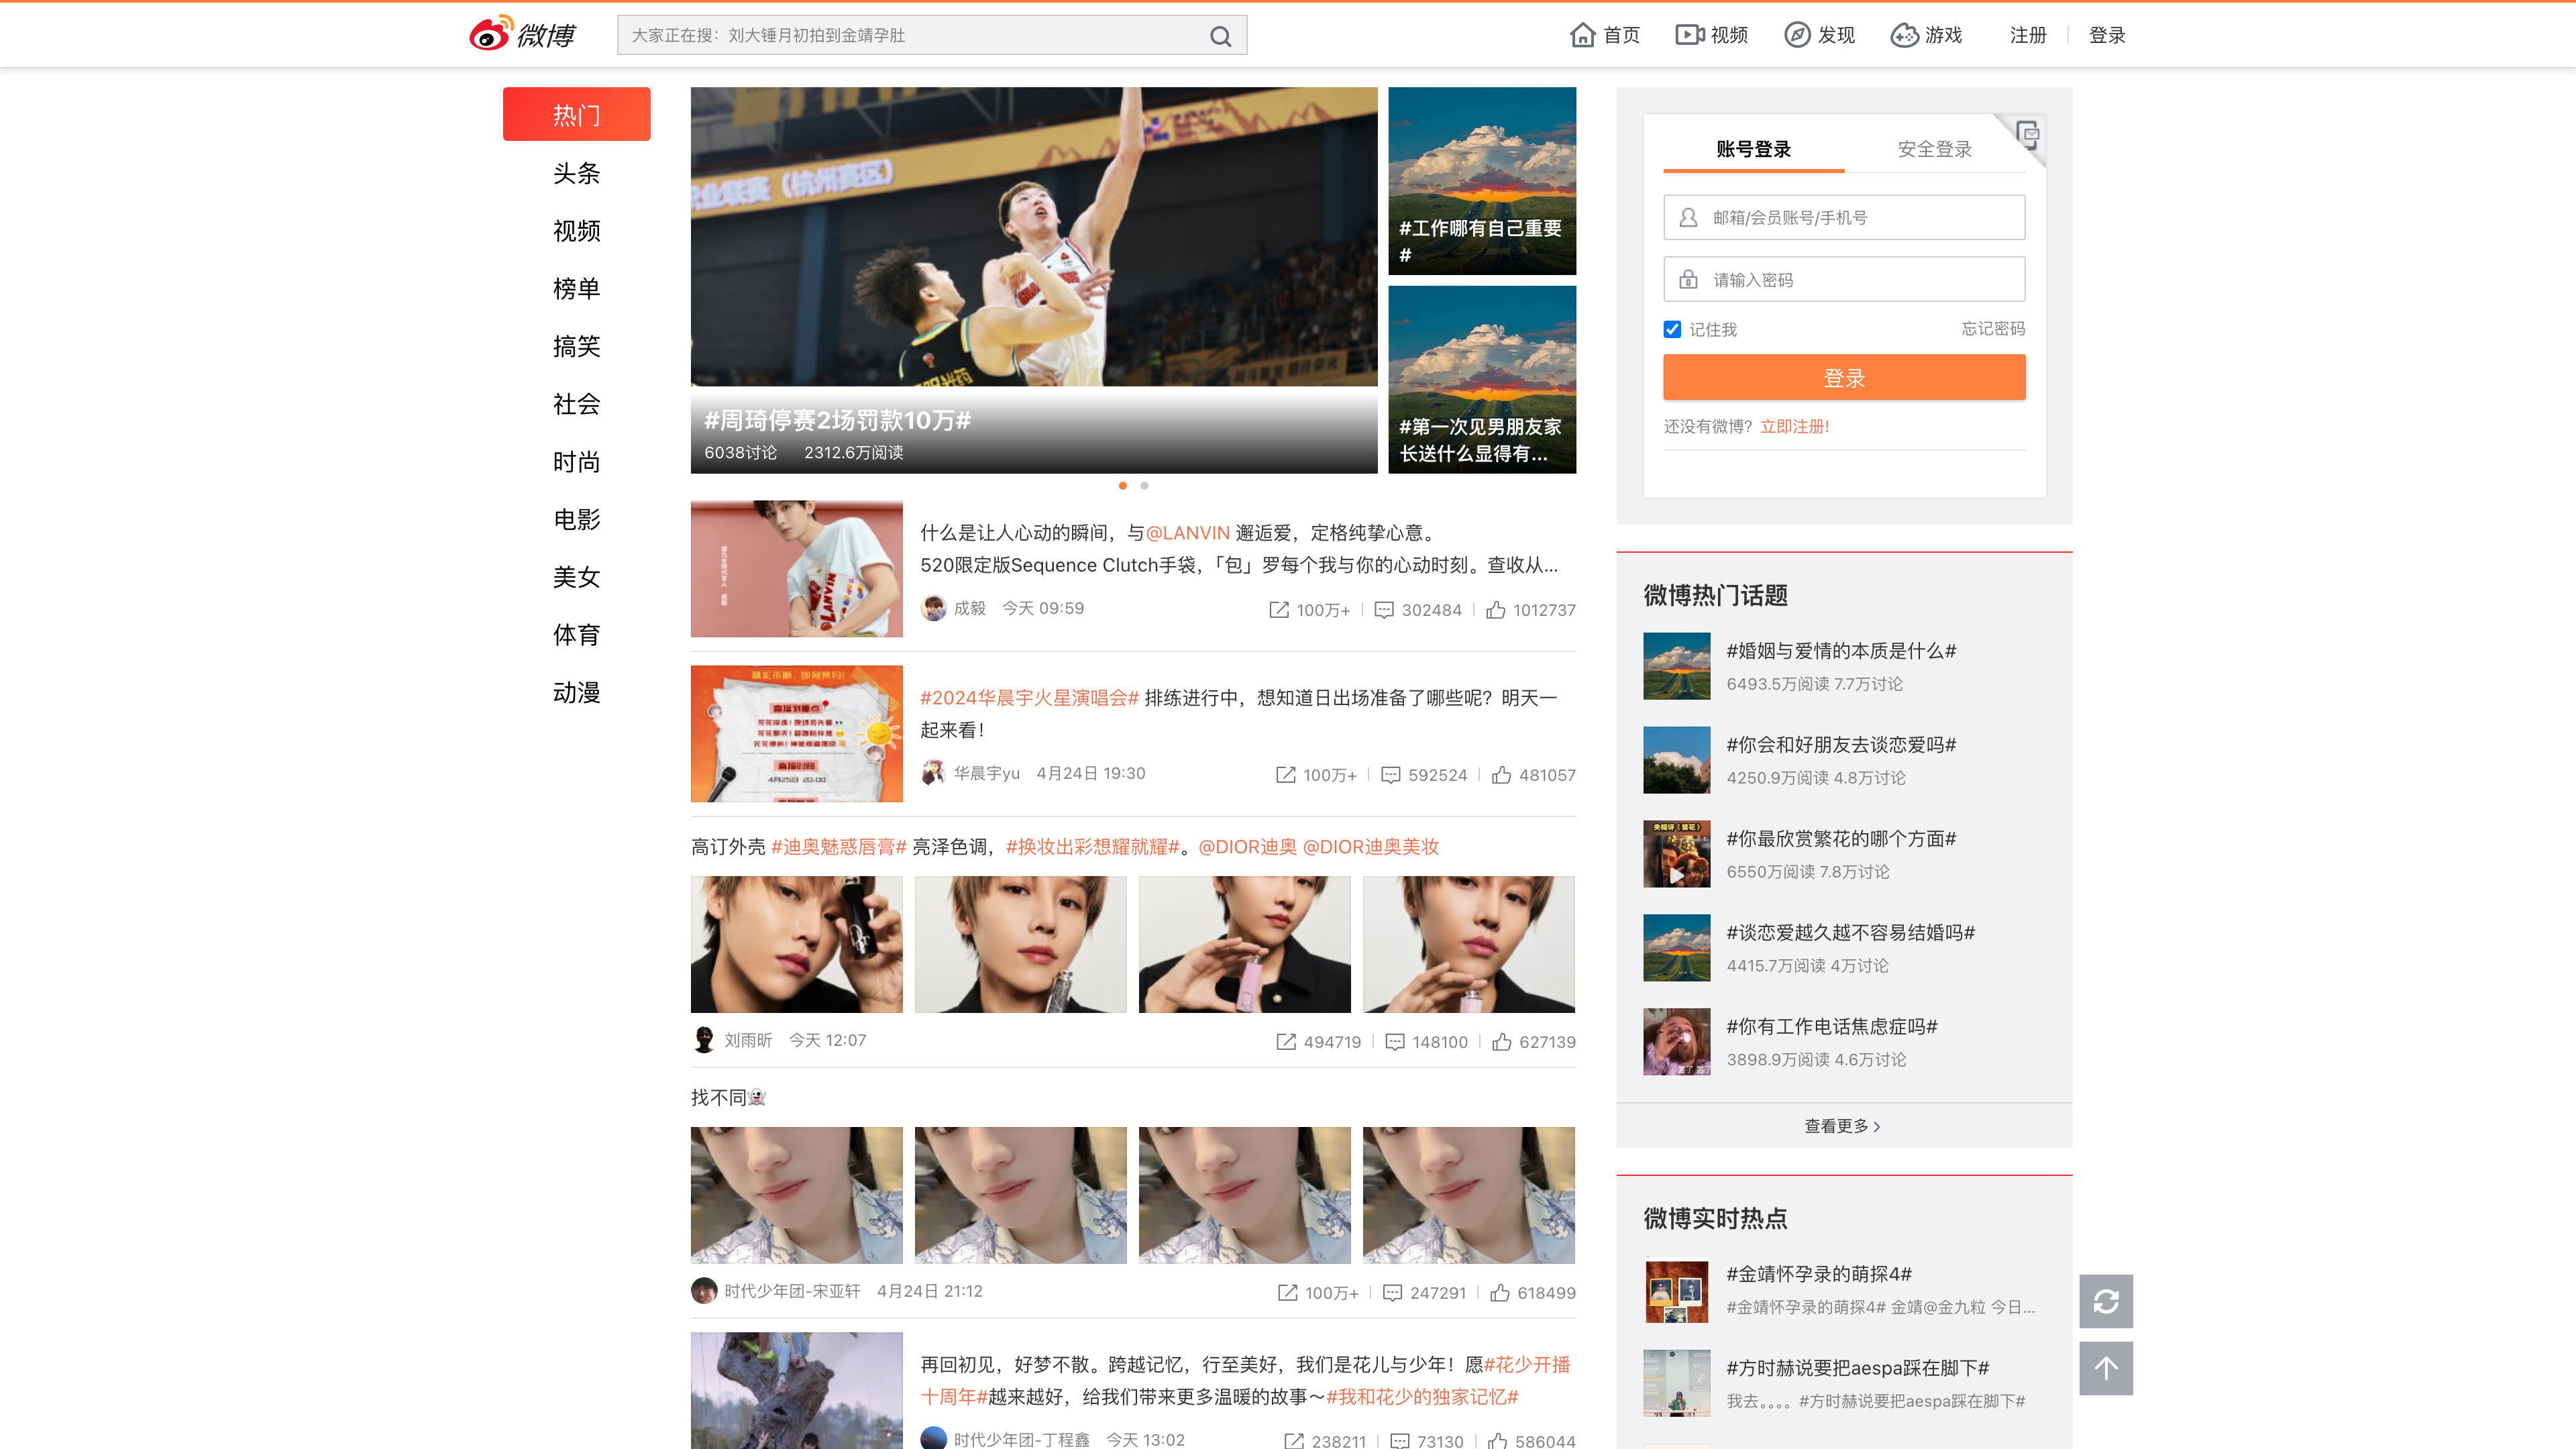 微博
大家正在搜：刘大锤月初拍到金靖孕肚
首页
视频
发现
游戏
注册
登录
热门
头条
视频
榜单
搞笑
社会
时尚
电影
美女
体育
动漫
业联赛（杭州赛区）
#周琦停赛2场罚款10万#
6038讨论 2312.6万阅读
#工作哪有自己重要
#
#第一次见男朋友家
长送什么显得有...
什么是让人心动的瞬间，与@LANVIN 邂逅爱，定格纯挚心意。
520限定版Sequence Clutch手袋，「包」罗每个我与你的心动时刻。查收从...
成毅 今天 09:59
100万+ 302484 1012737
直播时间
4月25日 20:00
#2024华晨宇火星演唱会# 排练进行中，想知道日出场准备了哪些呢？明天一
起来看！
华晨宇yu 4月24日 19:30
100万+ 592524 481057
高订外壳 #迪奥魅惑唇膏# 亮泽色调，#换妆出彩想耀就耀#。@DIOR迪奥 @DIOR迪奥美妆
刘雨昕 今天 12:07
494719 148100 627139
找不同
时代少年团-宋亚轩 4月24日 21:12
100万+ 247291 618499
再回初见，好梦不散。跨越记忆，行至美好，我们是花儿与少年！愿#花少开播
十周年#越来越好，给我们带来更多温暖的故事～#我和花少的独家记忆#
时代少年团-丁程鑫 今天 13:02
238211 73130 586044
账号登录
安全登录
邮箱/会员账号/手机号
请输入密码
记住我
忘记密码
登录
还没有微博？立即注册!
微博热门话题
#婚姻与爱情的本质是什么#
6493.5万阅读 7.7万讨论
#你会和好朋友去谈恋爱吗#
4250.9万阅读 4.8万讨论
央视评《繁花》
#你最欣赏繁花的哪个方面#
6550万阅读 7.8万讨论
#谈恋爱越久越不容易结婚吗#
4415.7万阅读 4万讨论
#你有工作电话焦虑症吗#
3898.9万阅读 4.6万讨论
查看更多
微博实时热点
#金靖怀孕录的萌探4#
#金靖怀孕录的萌探4# 金靖@金九粒 今日...
#方时赫说要把aespa踩在脚下#
我去。。。。#方时赫说要把aespa踩在脚下#